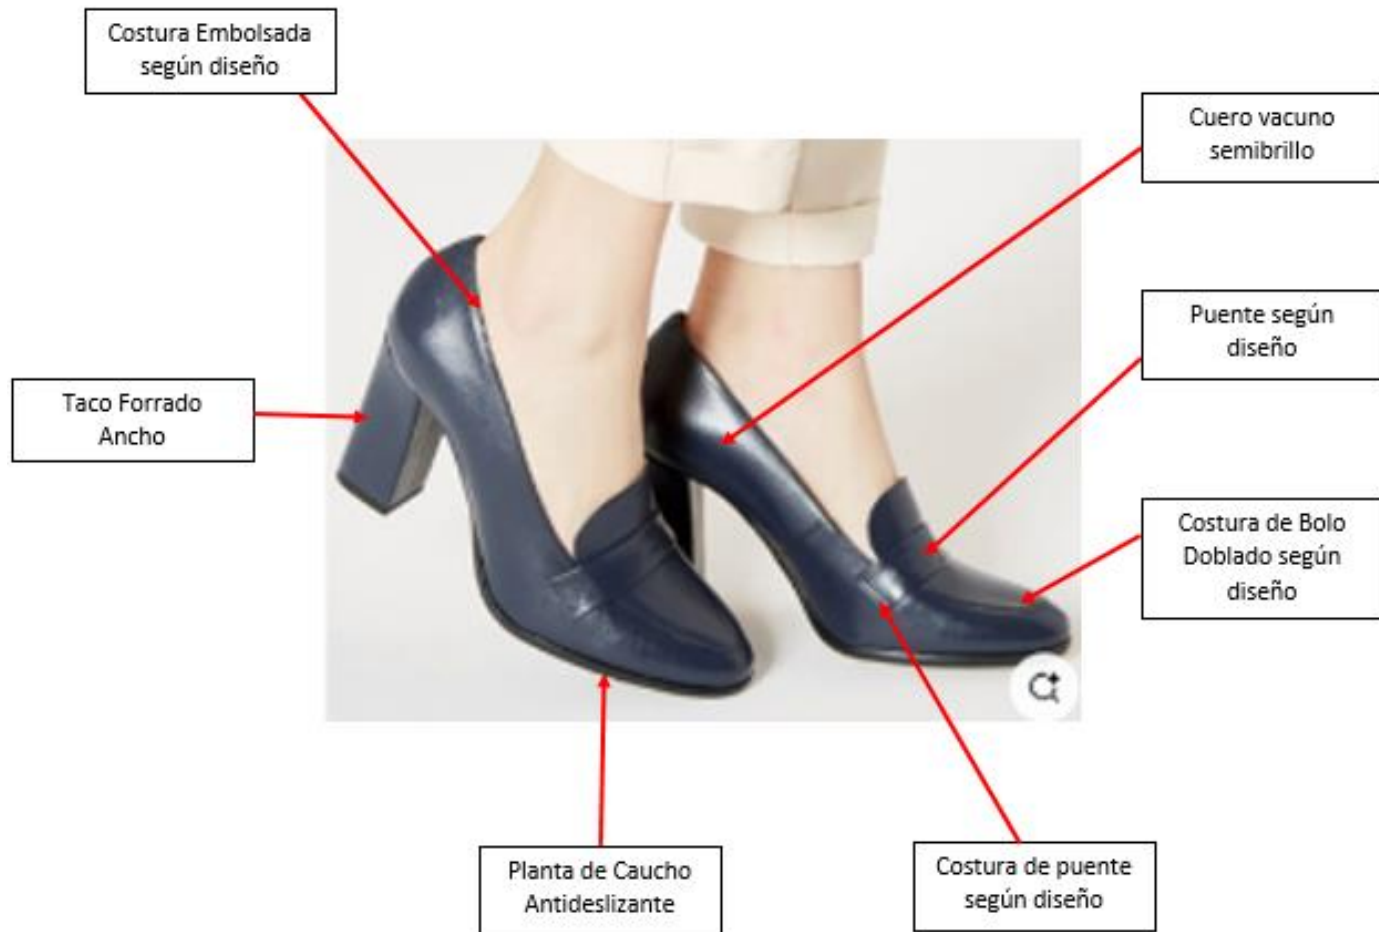 Costura Embolsada
según diseño
Cuero vacuno
semibrillo
Puente según
diseño
Taco Forrado
Ancho
Costura de Bolo
Doblado según
diseño
Planta de Caucho
Antideslizante
Costura de puente
según diseño